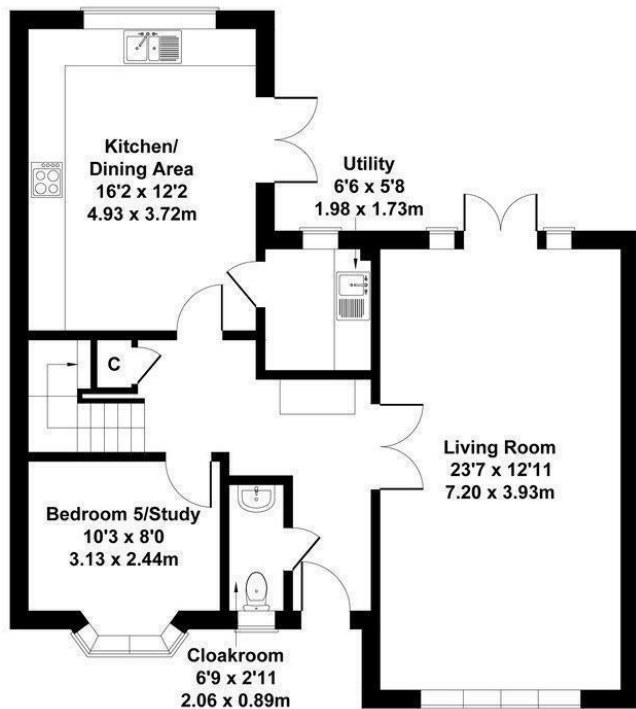 Kitchen/
Dining Area
16'2 x 12'2
4.93 x 3.72m
Utility
6'6 x 5'8
1.98 x 1.73m
C
Living Room
23'7 x 12'11
7.20 x 3.93m
Bedroom 5/Study
10'3 x 8'0
3.13 x 2.44m
Cloakroom
6'9 x 2'11
2.06 x 0.89m